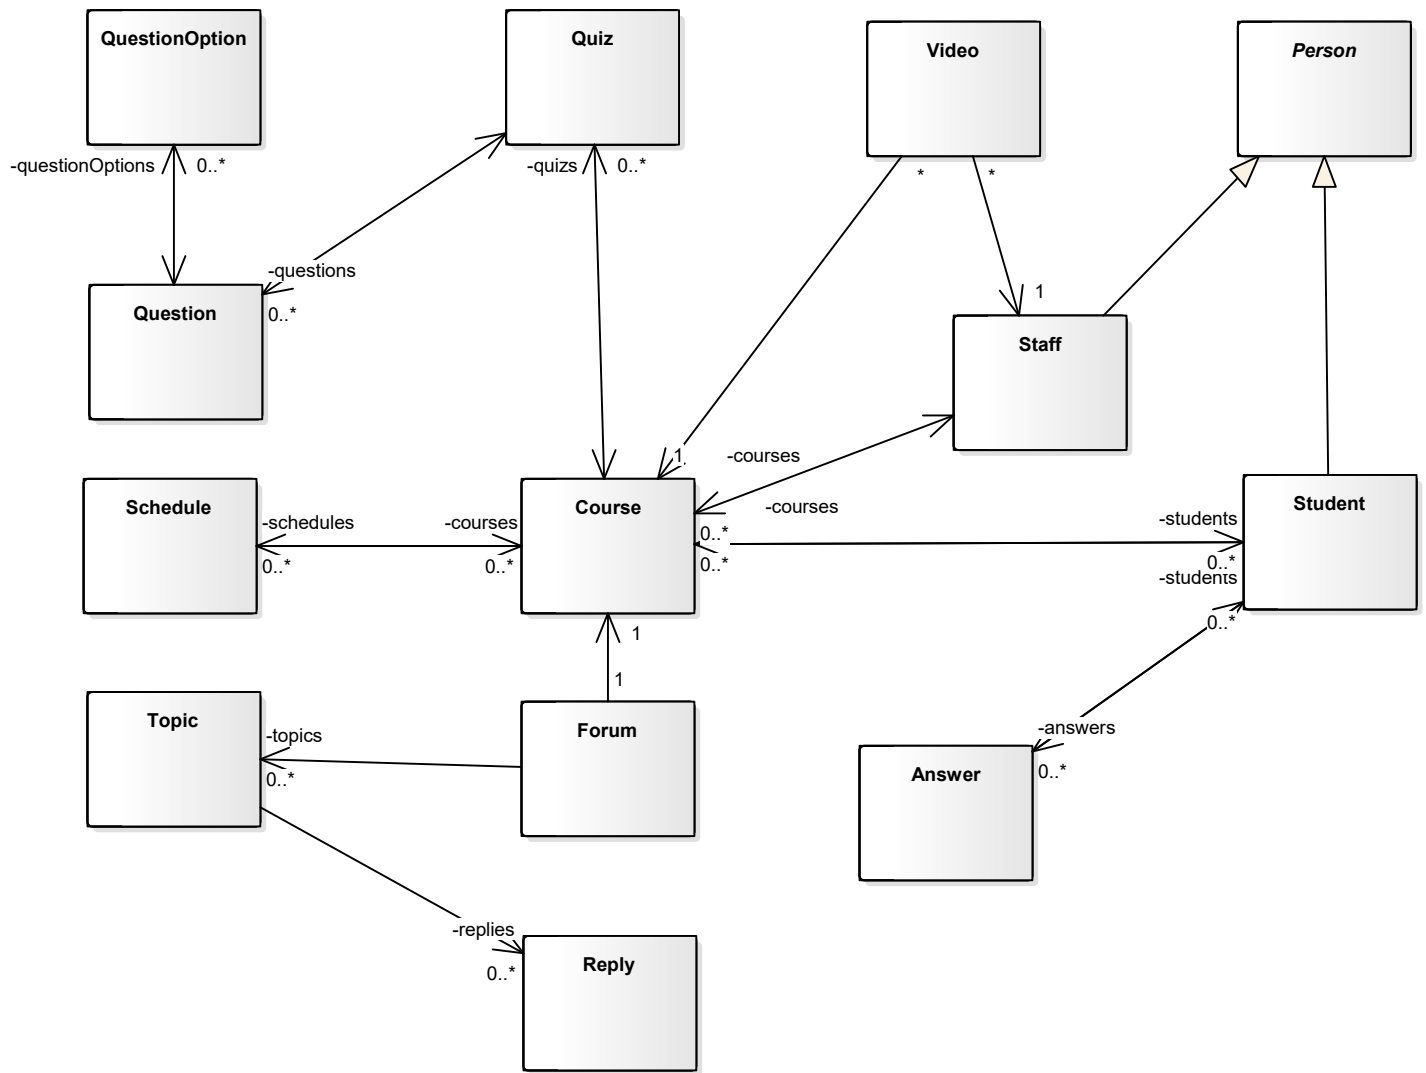 QuestionOption
Quiz
Video
Person
-questionOptions
0..*
-quizs
0..*
*
*
-questions
0..*
Question
1
Staff
1
-courses
-courses
Schedule
-schedules
0..*
-courses
0..*
Course
0..*
0..*
-students
0..*
-students
0..*
Student
1
1
Topic
-topics
0..*
Forum
-answers
0..*
Answer
-replies
0..*
Reply